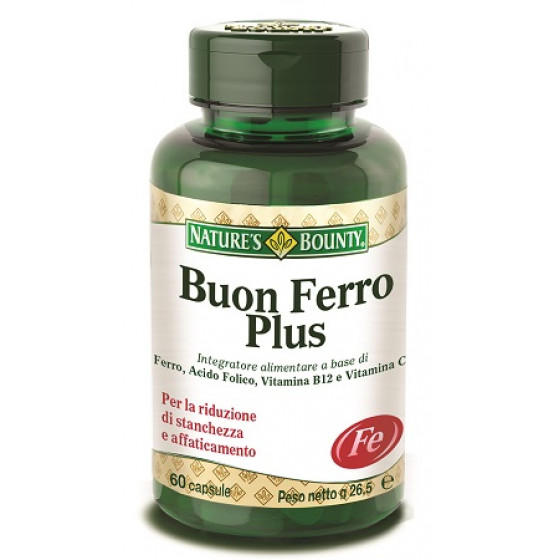 NATURE'S BOUNTY®
Buon Ferro
Plus
Integratore alimentare a base di
Ferro, Acido Folico, Vitamina B12 e Vitamina C
Per la riduzione
di stanchezza
e affaticamento
Fe
60 capsule
Peso netto g 26,5 e